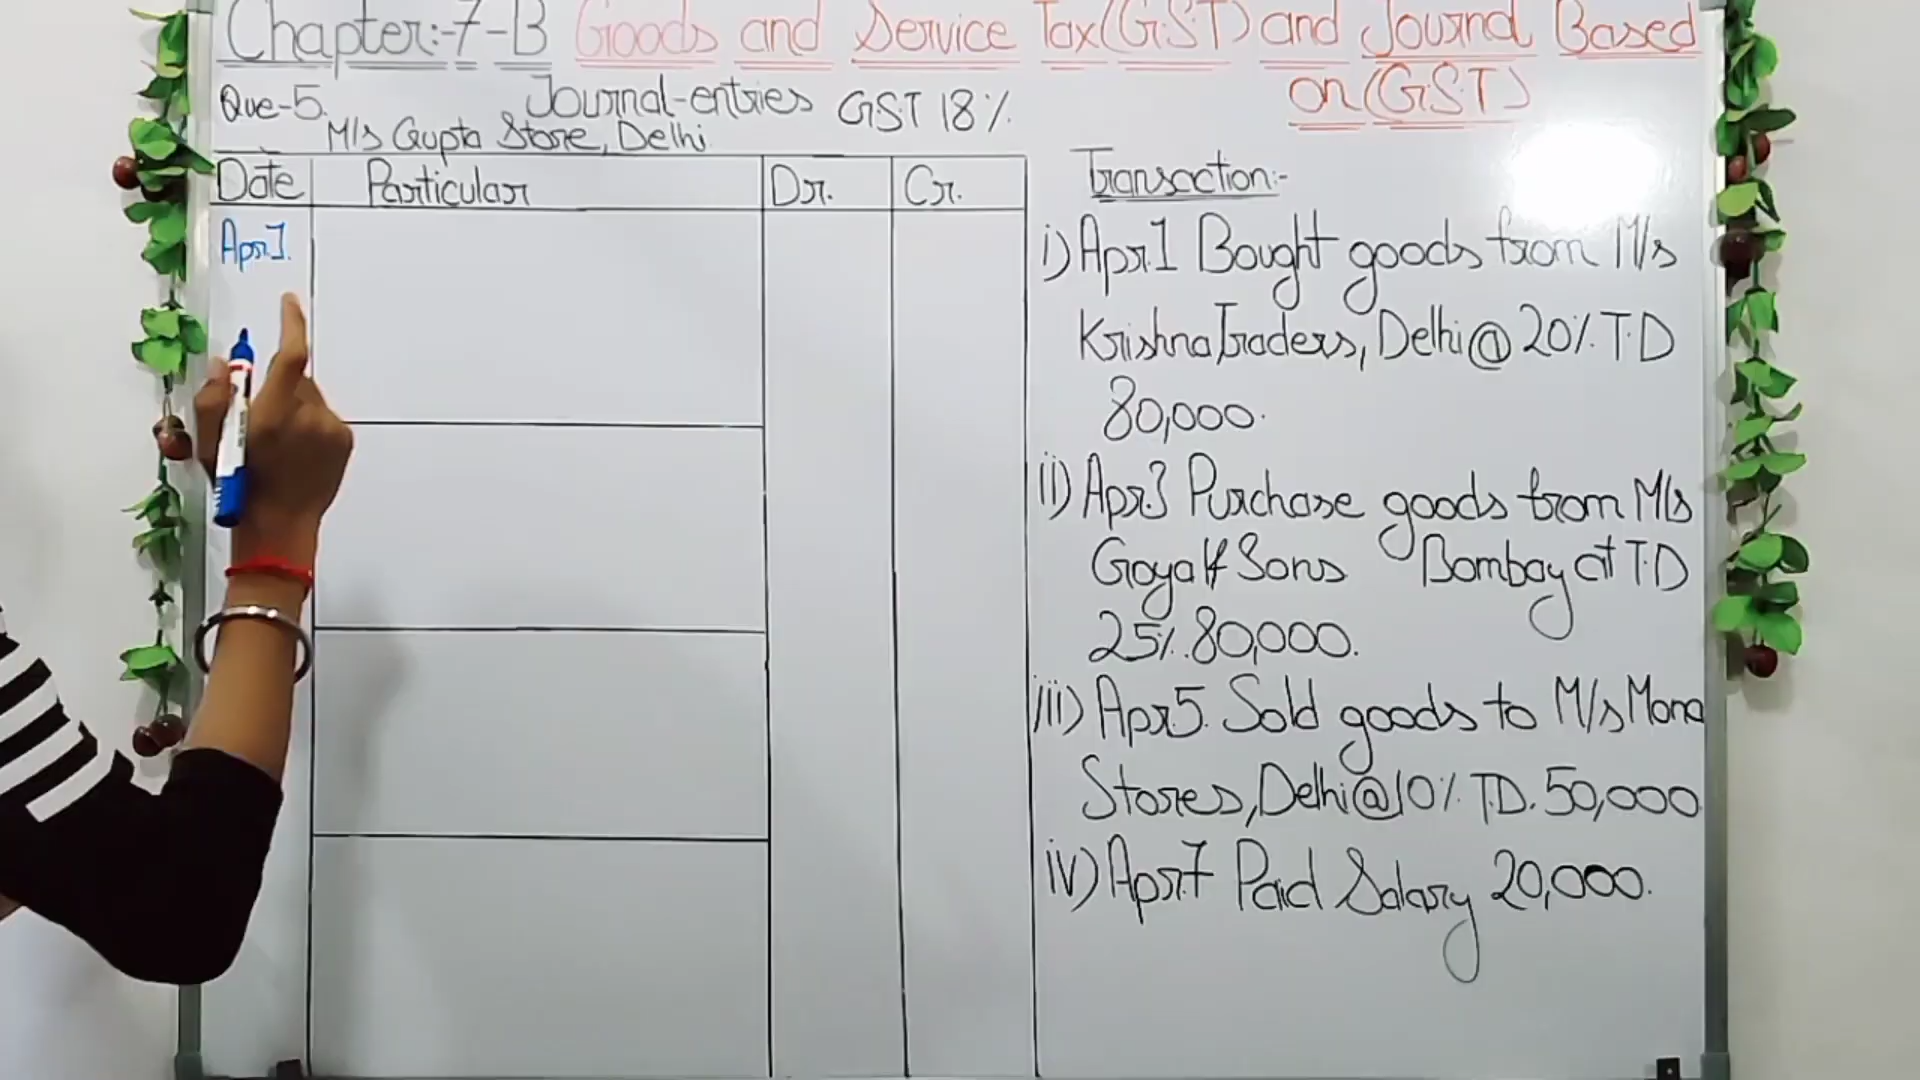 Chapter:-7-B Goods and Service Tax(G.S.T) and Journal Based
on (G.S.T)
Que-5. Journal-entries GST 18%
M/s Gupta Store, Delhi
Date Particular Dr. Cr.
Apr.1.
Transaction:-
i) Apr.1 Bought goods from M/s
Krishna Traders, Delhi @ 20% T.D
80,000.
ii) Apr.3 Purchase goods from M/s
Goyal & Sons Bombay at T.D
25%.80,000.
iii) Apr.5. Sold goods to M/s Mona
Stores, Delhi @ 10% T.D. 50,000
iv) Apr.7 Paid Salary 20,000.